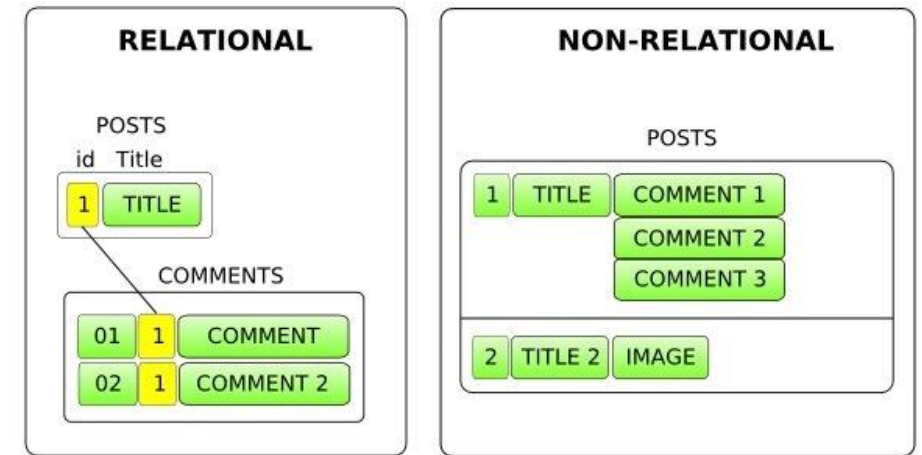 RELATIONAL
POSTS
id Title
1 TITLE
COMMENTS
01 1 COMMENT
02 1 COMMENT 2
NON-RELATIONAL
POSTS
1 TITLE COMMENT 1
COMMENT 2
COMMENT 3
2 TITLE 2 IMAGE